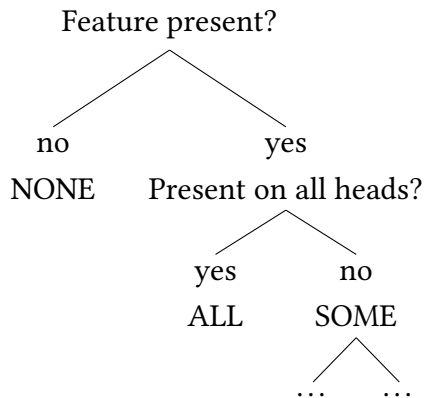 Feature present?
no yes
NONE Present on all heads?
yes no
ALL SOME
... ...